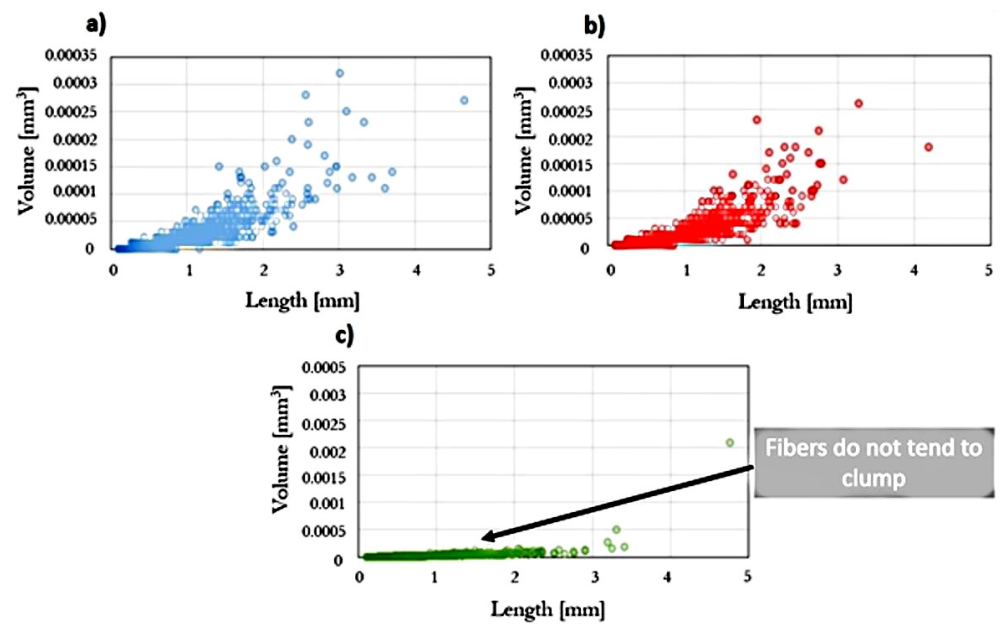 a)
0.00035
0.0003
0.00025
0.0002
0.00015
0.0001
0.00005
0
Volume [mm³]
0 1 2 3 4 5
Length [mm]
b)
0.00035
0.0003
0.00025
0.0002
0.00015
0.0001
0.00005
0
Volume [mm³]
0 1 2 3 4 5
Length [mm]
c)
0.0005
0.003
0.0025
0.002
0.0015
0.001
0.0005
0
Volume [mm³]
0 1 2 3 4 5
Length [mm]
Fibers do not tend to
clump